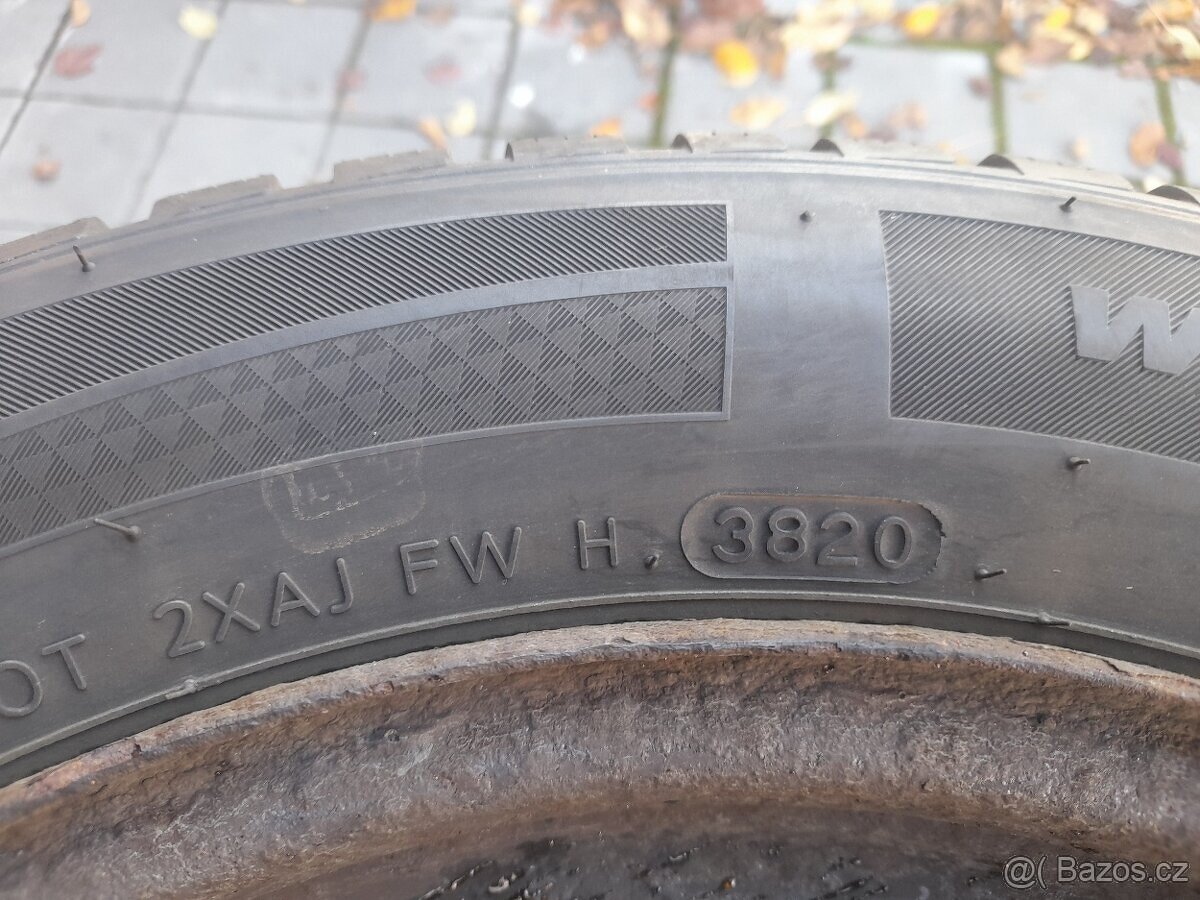 W
OT 2XAJ FW H 3820
@( Bazos.cz